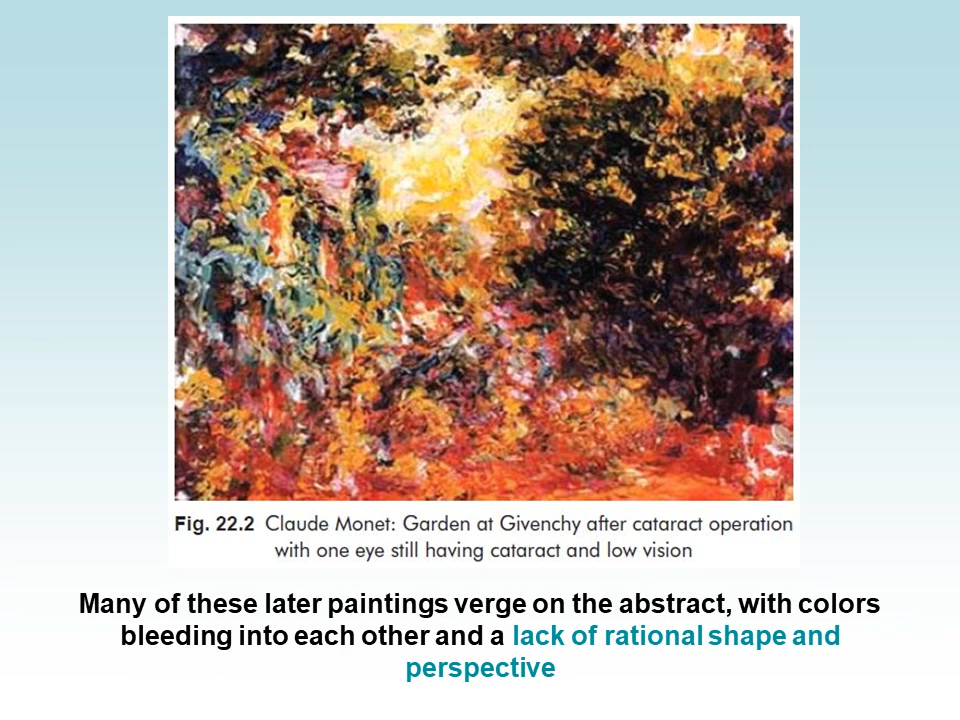 Fig. 22.2 Claude Monet: Garden at Givenchy after cataract operation
with one eye still having cataract and low vision
Many of these later paintings verge on the abstract, with colors
bleeding into each other and a lack of rational shape and
perspective